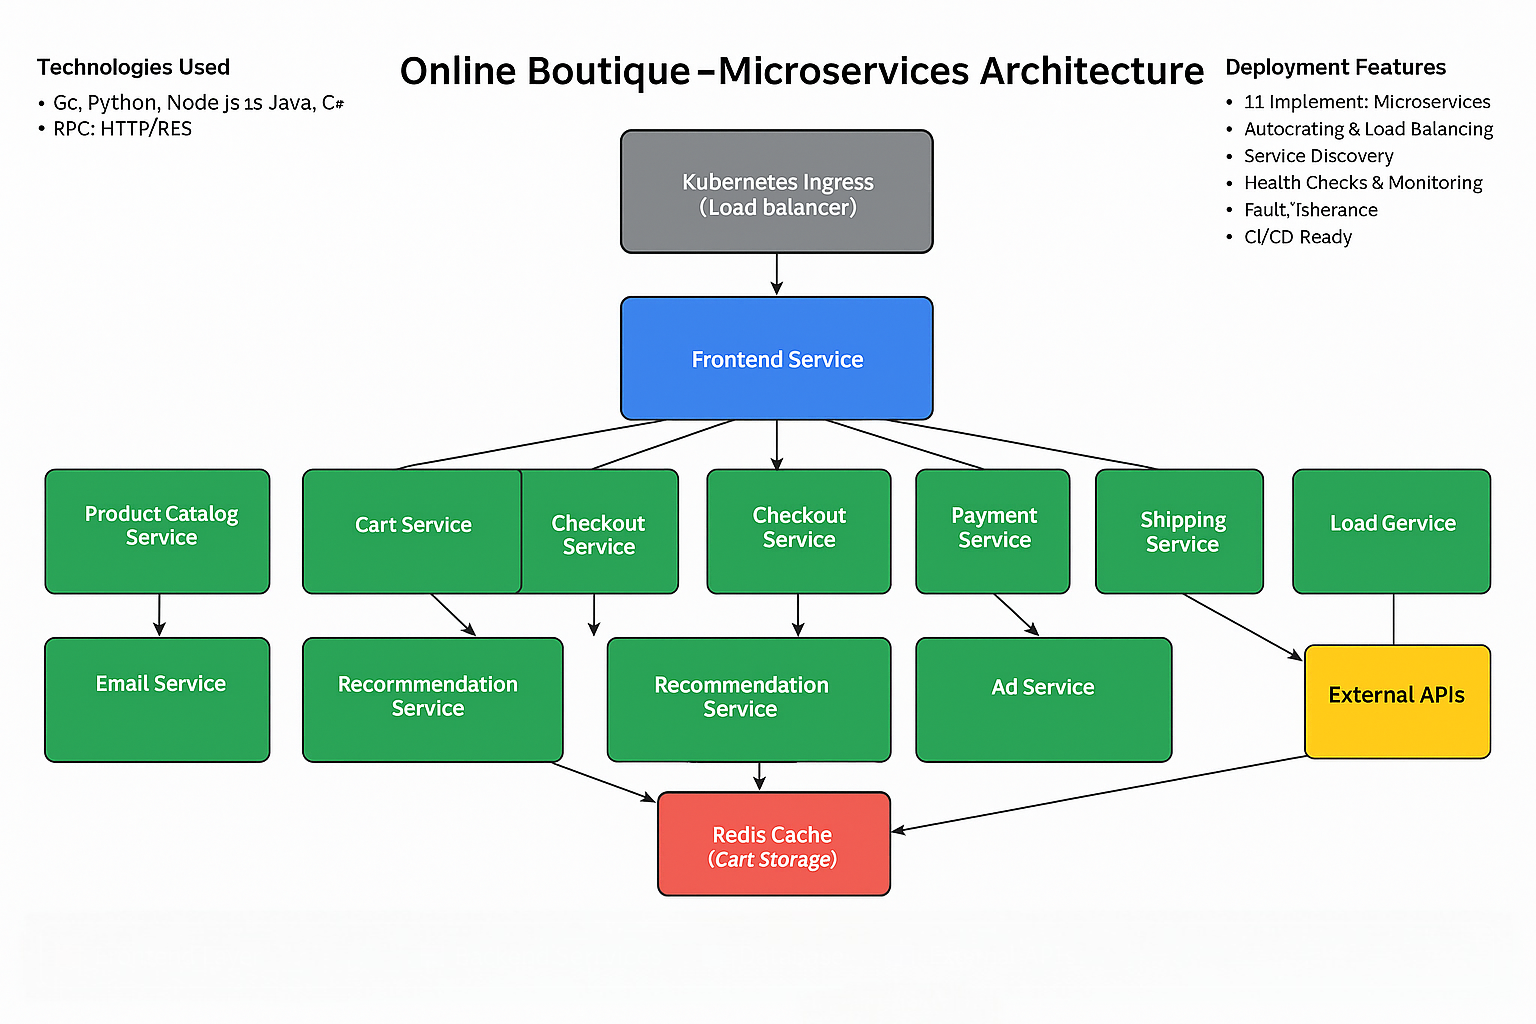 Technologies Used
• Gc, Python, Node js 1s Java, C#
• RPC: HTTP/RES
Online Boutique–Microservices Architecture
Deployment Features
• 11 Implement: Microservices
• Autocrating & Load Balancing
• Service Discovery
• Health Checks & Monitoring
• Fault,ˇTsherance
• CI/CD Ready
Kubernetes Ingress
(Load balancer)
Frontend Service
Product Catalog
Service
Cart Service
Checkout
Service
Checkout
Service
Payment
Service
Shipping
Service
Load Gervice
Email Service
Recormmendation
Service
Recommendation
Service
Ad Service
External APIs
Redis Cache
(Cart Storage)